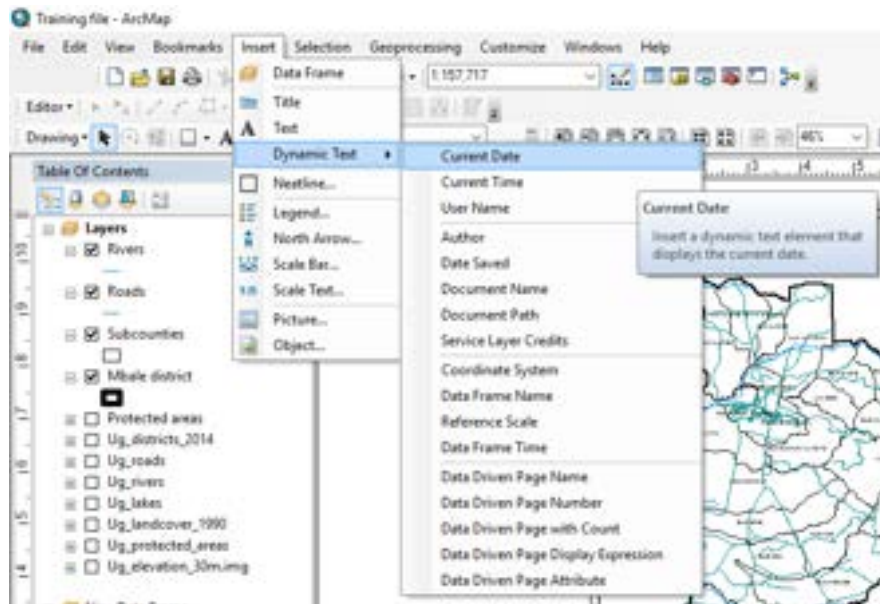 Training file - ArcMap
File Edit View Bookmarks Insert Selection Geoprocessing Customize Windows Help
1:157,717
Editor
Drawing A 46%
Table Of Contents
Layers
Rivers
Roads
Subcounties
Mbale district
Protected areas
Ug_districts_2014
Ug_roads
Ug_rivers
Ug_lakes
Ug_landcover_1990
Ug_protected_areas
Ug_elevation_30m.img
Data Frame
Title
A Text
Dynamic Text
Neatline...
Legend...
North Arrow...
Scale Bar...
Scale Text...
Picture...
Object...
Current Date
Current Time
User Name
Author
Date Saved
Document Name
Document Path
Service Layer Credits
Coordinate System
Data Frame Name
Reference Scale
Data Frame Time
Data Driven Page Name
Data Driven Page Number
Data Driven Page with Count
Data Driven Page Display Expression
Data Driven Page Attribute
Current Date
Insert a dynamic text element that
displays the current date.